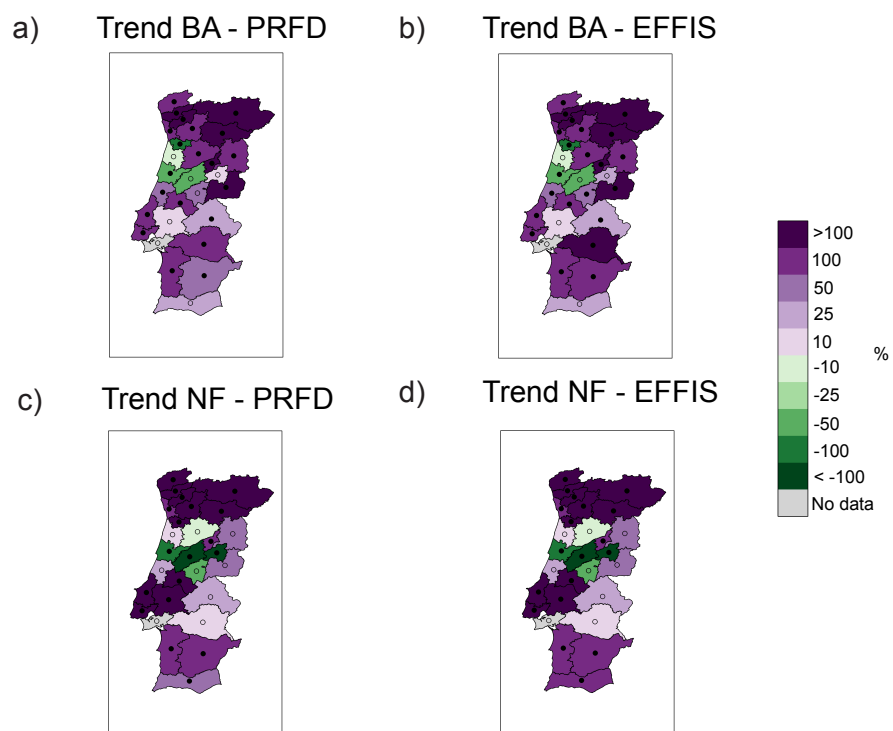 a) Trend BA - PRFD
b) Trend BA - EFFIS
>100
100
50
25
10
-10
-25
-50
-100
< -100
No data
%
c) Trend NF - PRFD
d) Trend NF - EFFIS